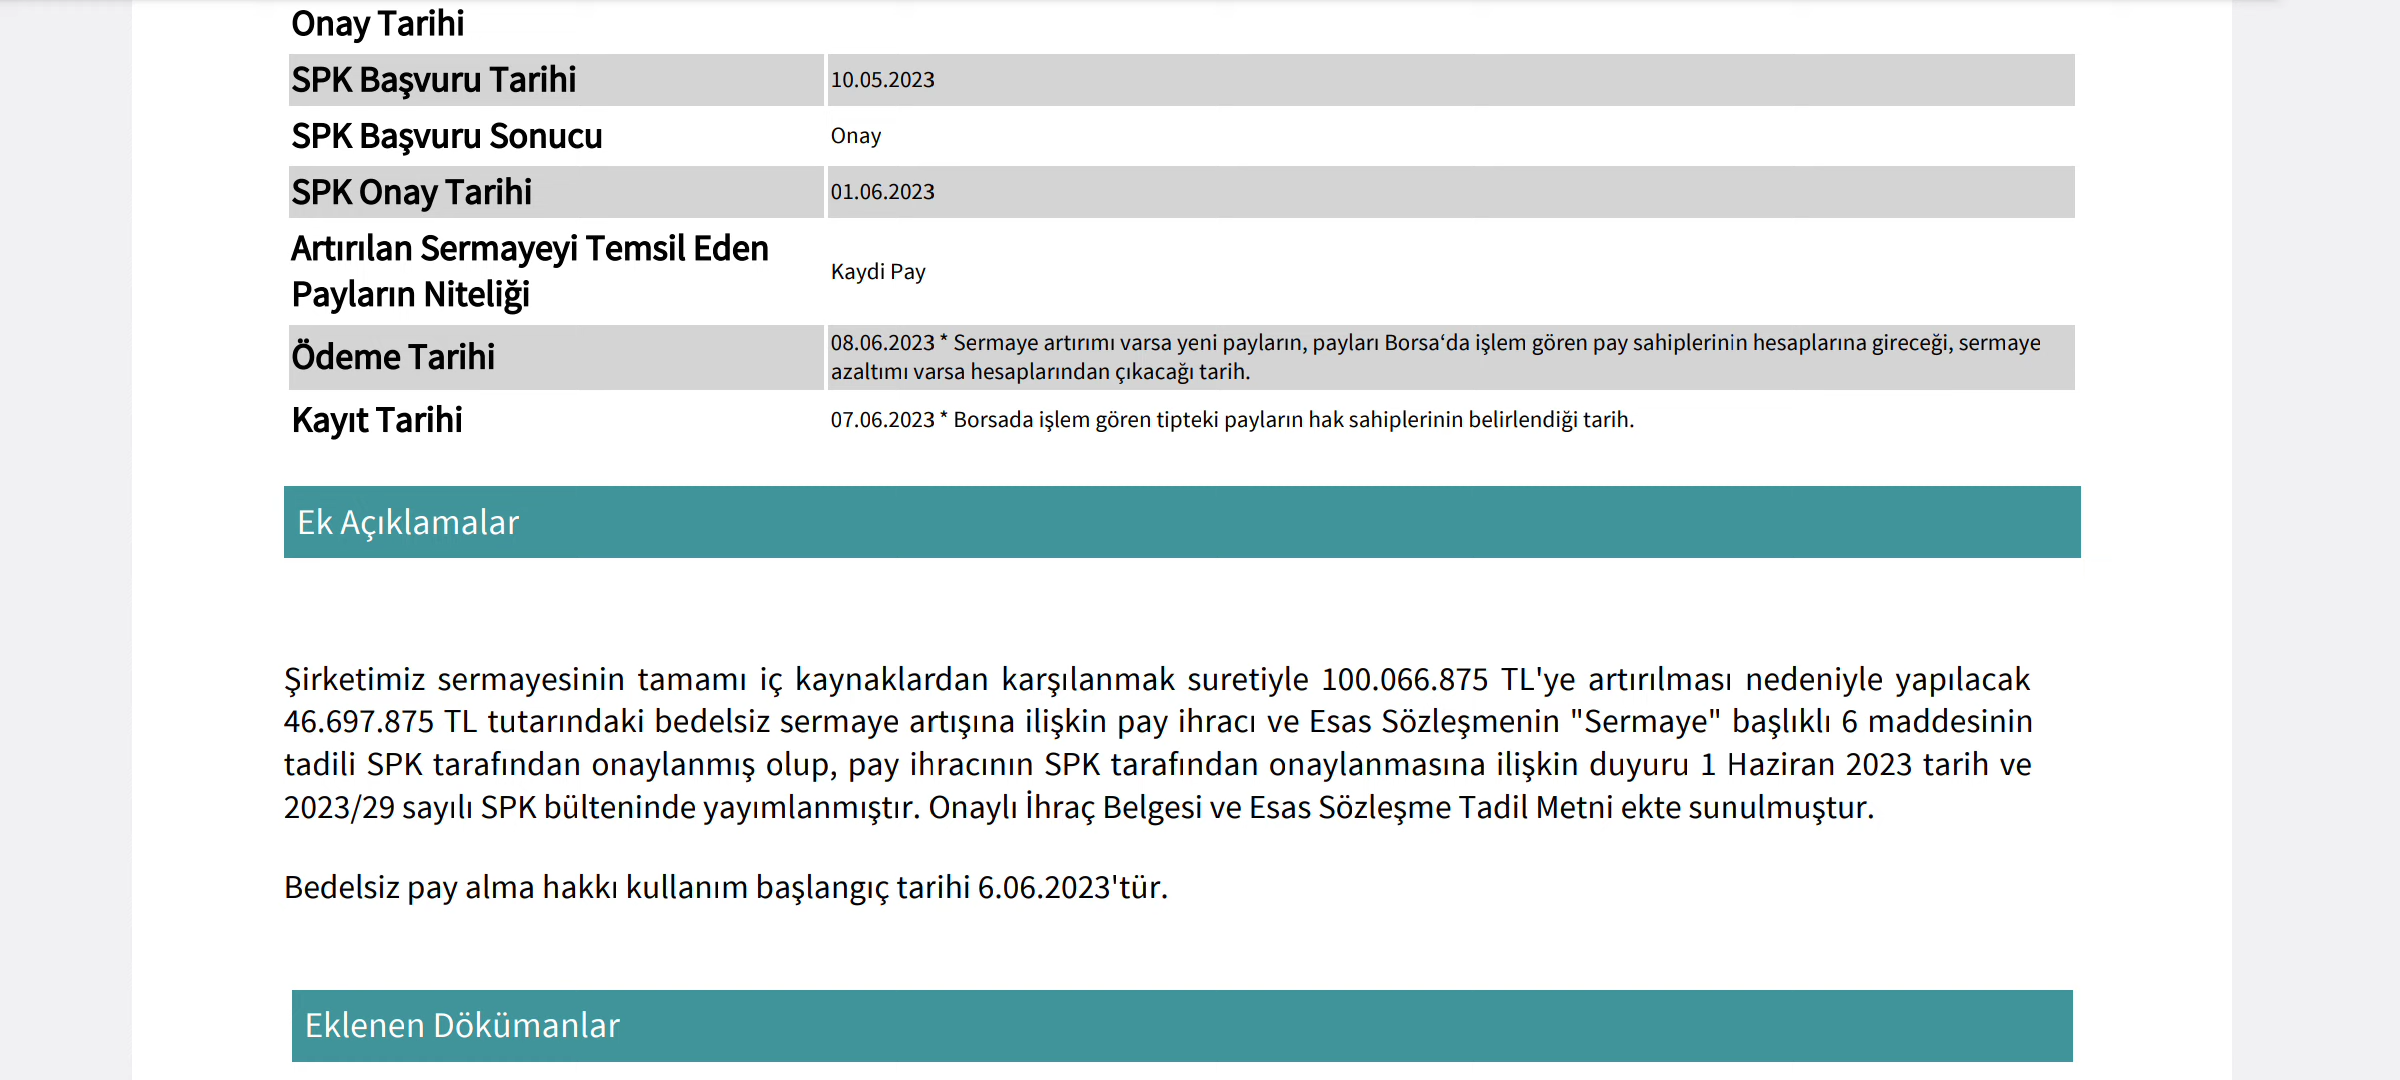 Onay Tarihi
SPK Başvuru Tarihi 10.05.2023
SPK Başvuru Sonucu Onay
SPK Onay Tarihi 01.06.2023
Artırılan Sermayeyi Temsil Eden
Payların Niteliği Kaydi Pay
Ödeme Tarihi 08.06.2023 * Sermaye artırımı varsa yeni payların, payları Borsa‘da işlem gören pay sahiplerinin hesaplarına gireceği, sermaye
azaltımı varsa hesaplarından çıkacağı tarih.
Kayıt Tarihi 07.06.2023 * Borsada işlem gören tipteki payların hak sahiplerinin belirlendiği tarih.
Ek Açıklamalar
Şirketimiz sermayesinin tamamı iç kaynaklardan karşılanmak suretiyle 100.066.875 TL'ye artırılması nedeniyle yapılacak
46.697.875 TL tutarındaki bedelsiz sermaye artışına ilişkin pay ihracı ve Esas Sözleşmenin "Sermaye" başlıklı 6 maddesinin
tadili SPK tarafından onaylanmış olup, pay ihracının SPK tarafından onaylanmasına ilişkin duyuru 1 Haziran 2023 tarih ve
2023/29 sayılı SPK bülteninde yayımlanmıştır. Onaylı İhraç Belgesi ve Esas Sözleşme Tadil Metni ekte sunulmuştur.
Bedelsiz pay alma hakkı kullanım başlangıç tarihi 6.06.2023'tür.
Eklenen Dökümanlar